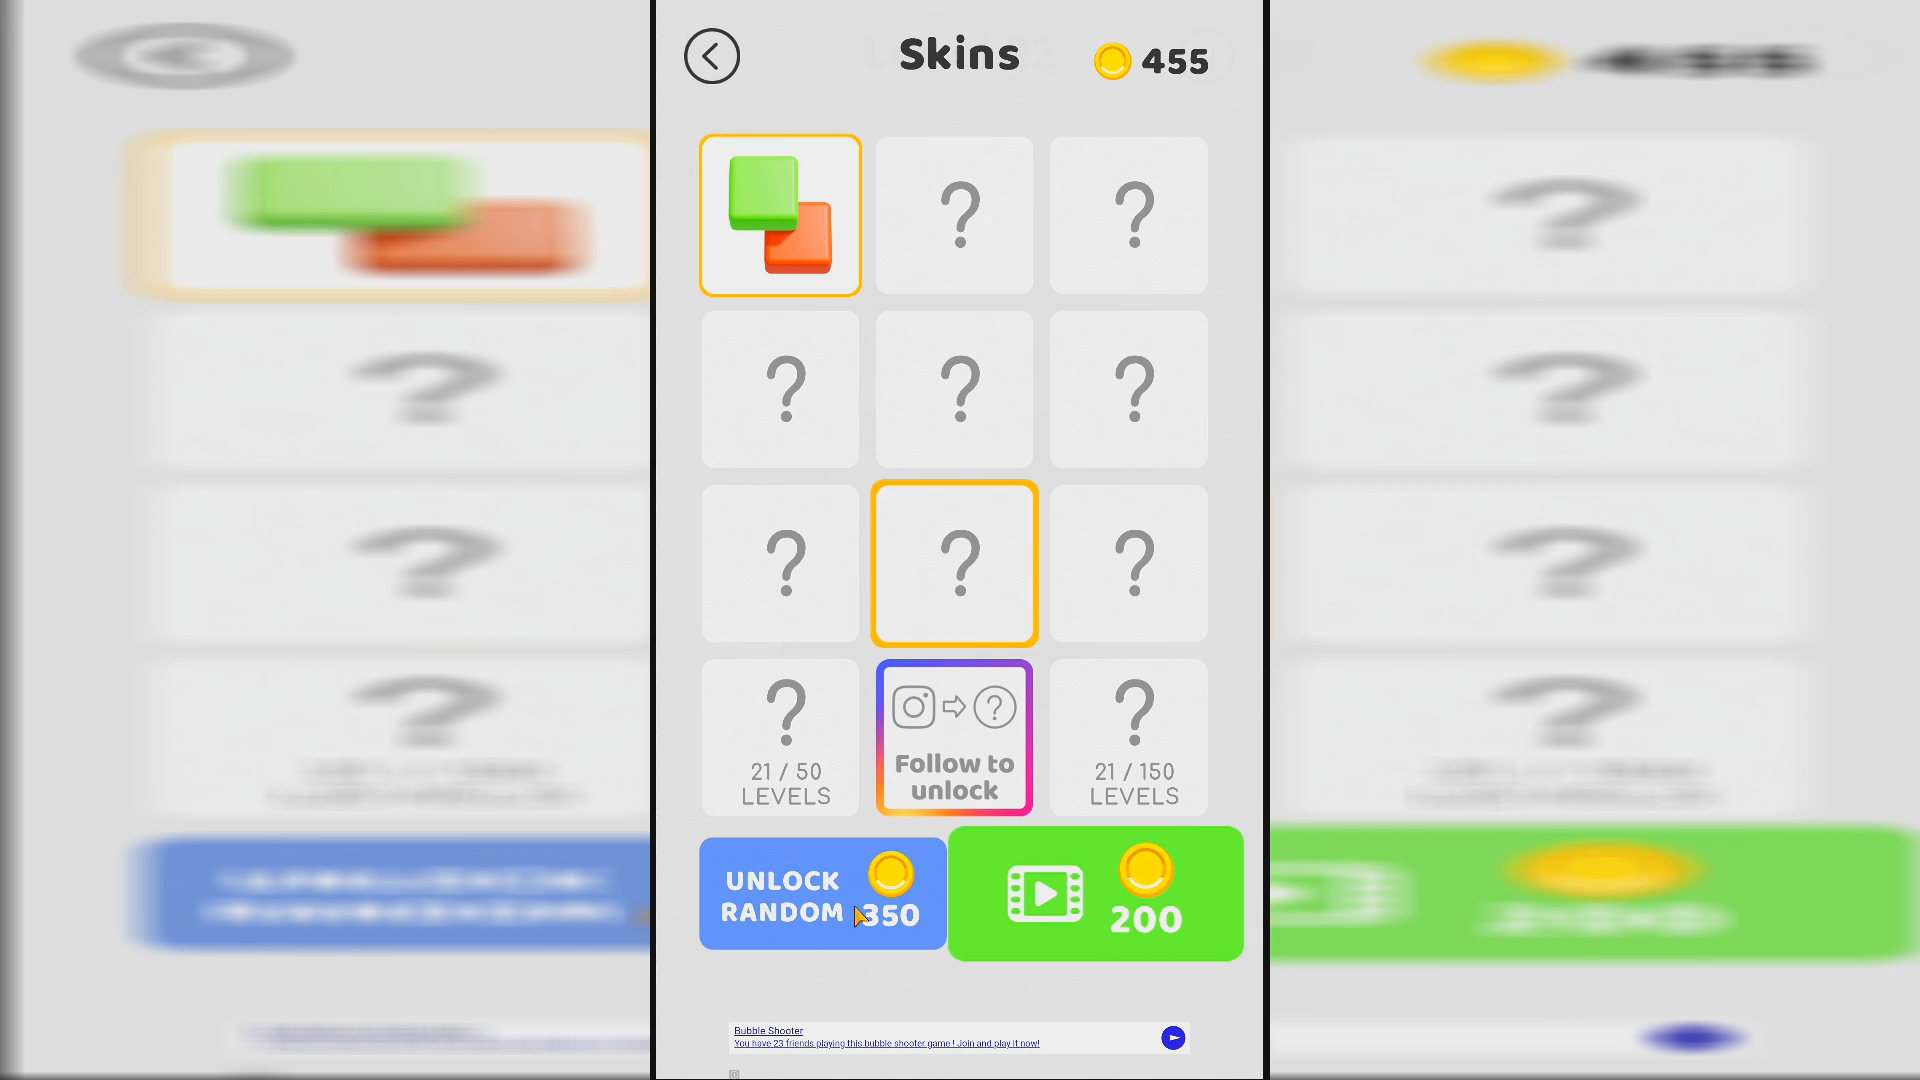 Skins
455
?
?
?
?
?
?
?
?
?
21 / 50
LEVELS
?
Follow to
unlock
?
21 / 150
LEVELS
UNLOCK
RANDOM
350
200
Bubble Shooter
You have 23 friends playing this bubble shooter game ! Join and play it now!